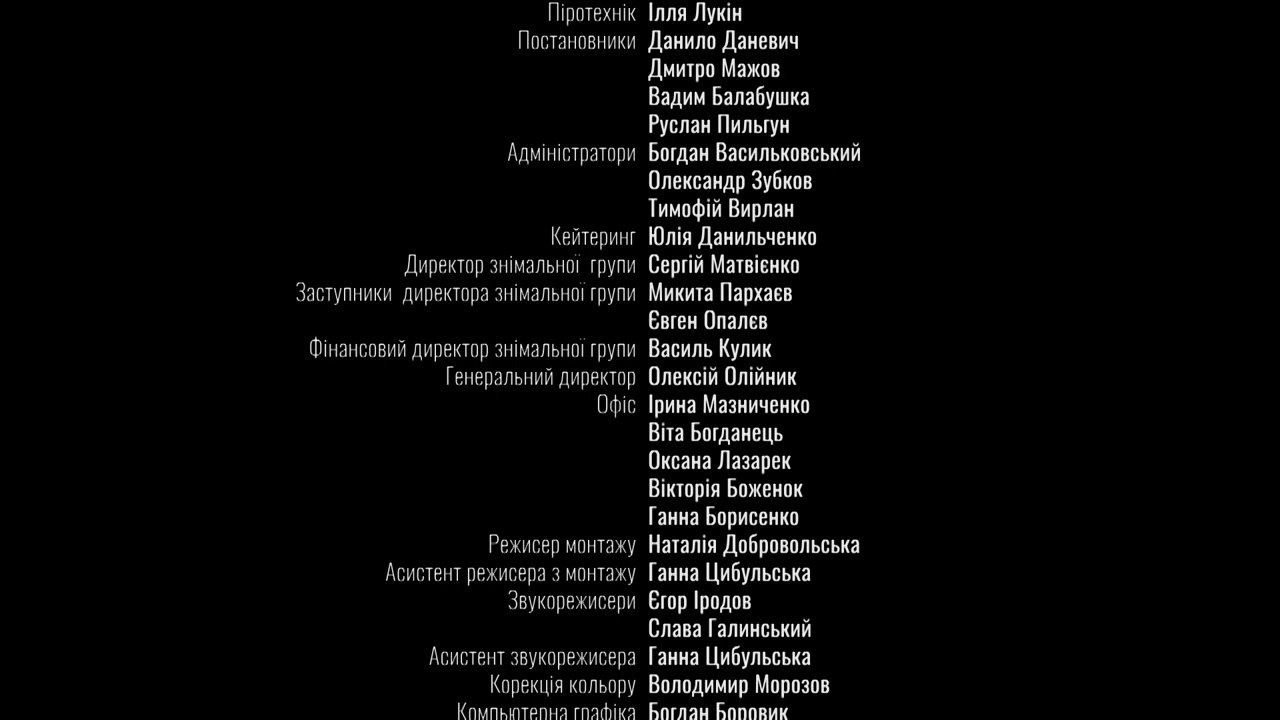 Піротехнік Ілля Лукін
Постановники Данило Даневич
Дмитро Мажов
Вадим Балабушка
Руслан Пильгун
Адміністратори Богдан Васильковський
Олександр Зубков
Тимофій Вирлан
Кейтеринг Юлія Данильченко
Директор знімальної групи Сергій Матвієнко
Заступники директора знімальної групи Микита Пархаєв
Євген Опалєв
Фінансовий директор знімальної групи Василь Кулик
Генеральний директор Олексій Олійник
Офіс Ірина Мазниченко
Віта Богданець
Оксана Лазарек
Вікторія Боженок
Ганна Борисенко
Режисер монтажу Наталія Добровольська
Асистент режисера з монтажу Ганна Цибульська
Звукорежисери Єгор Іродов
Слава Галинський
Асистент звукорежисера Ганна Цибульська
Корекція кольору Володимир Морозов
Комп'ютерна графіка Богдан Боровик